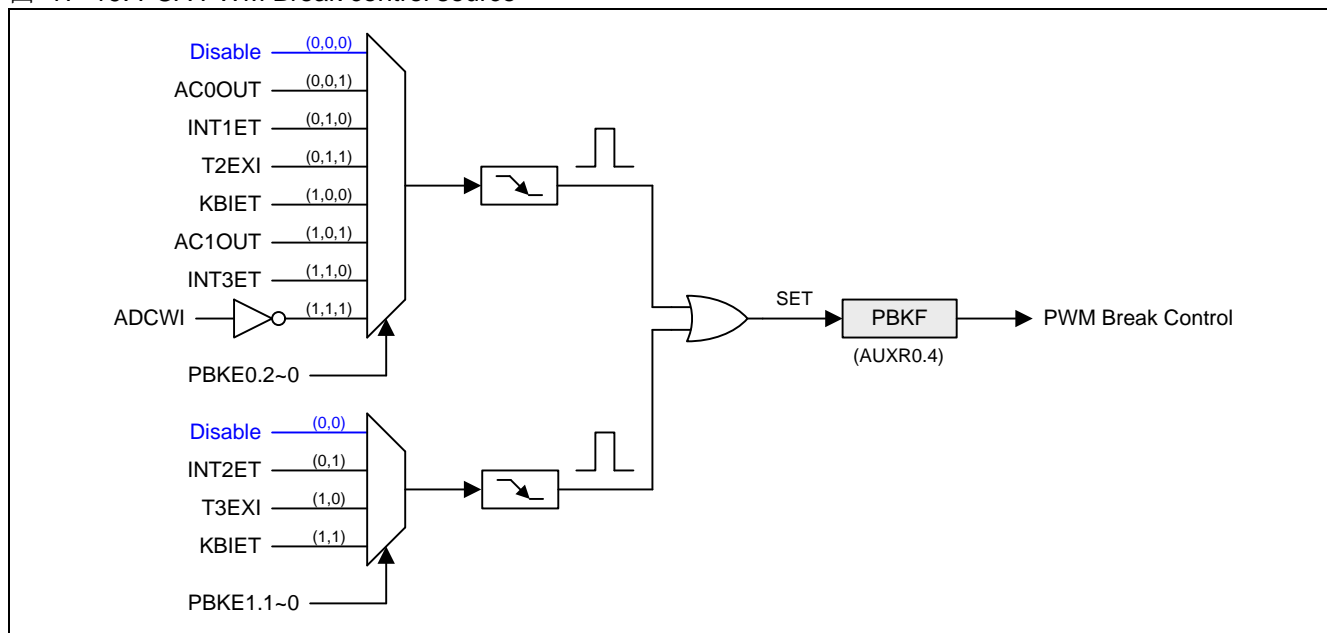 Disable (0,0,0)
AC0OUT (0,0,1)
INT1ET (0,1,0)
T2EXI (0,1,1)
KBIET (1,0,0)
AC1OUT (1,0,1)
INT3ET (1,1,0)
ADCWI (1,1,1)
PBKE0.2~0
SET
PBKF
PWM Break Control
(AUXR0.4)
Disable (0,0)
INT2ET (0,1)
T3EXI (1,0)
KBIET (1,1)
PBKE1.1~0